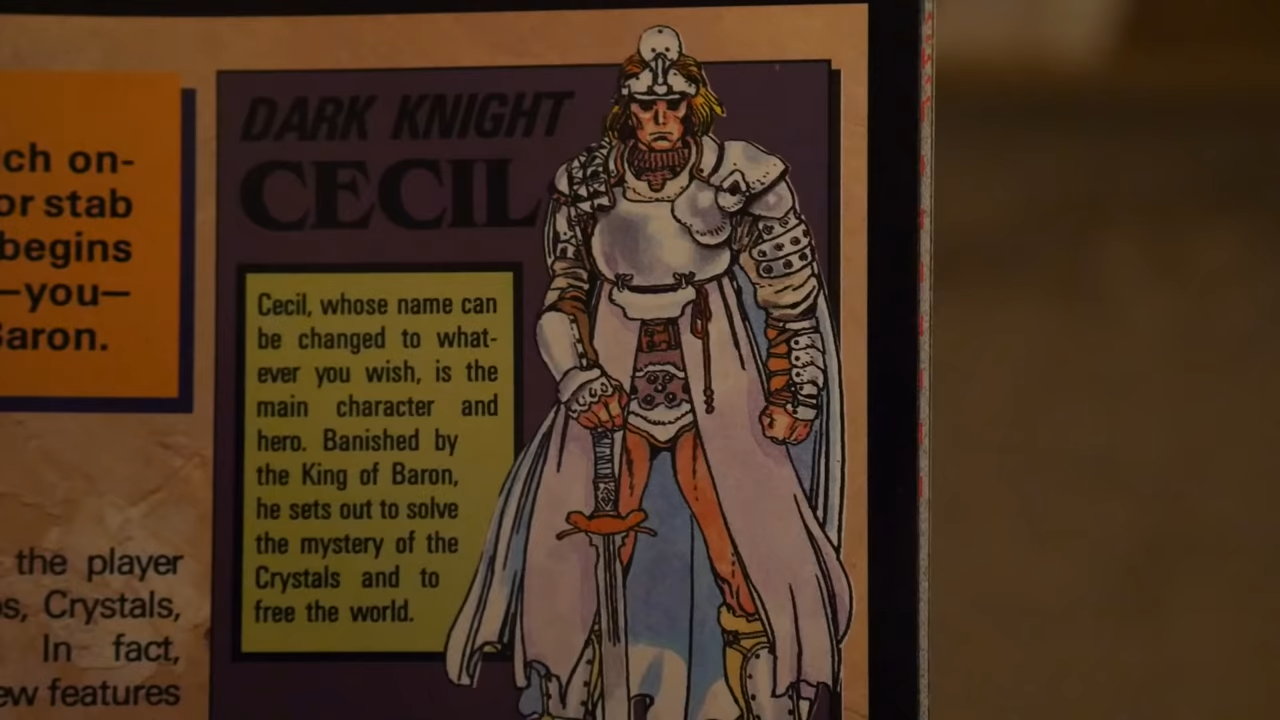 ch on-
or stab
begins
—you—
Baron.
the player
os, Crystals,
In fact,
ew features
DARK KNIGHT
CECIL
Cecil, whose name can
be changed to what-
ever you wish, is the
main character and
hero. Banished by
the King of Baron,
he sets out to solve
the mystery of the
Crystals and to
free the world.